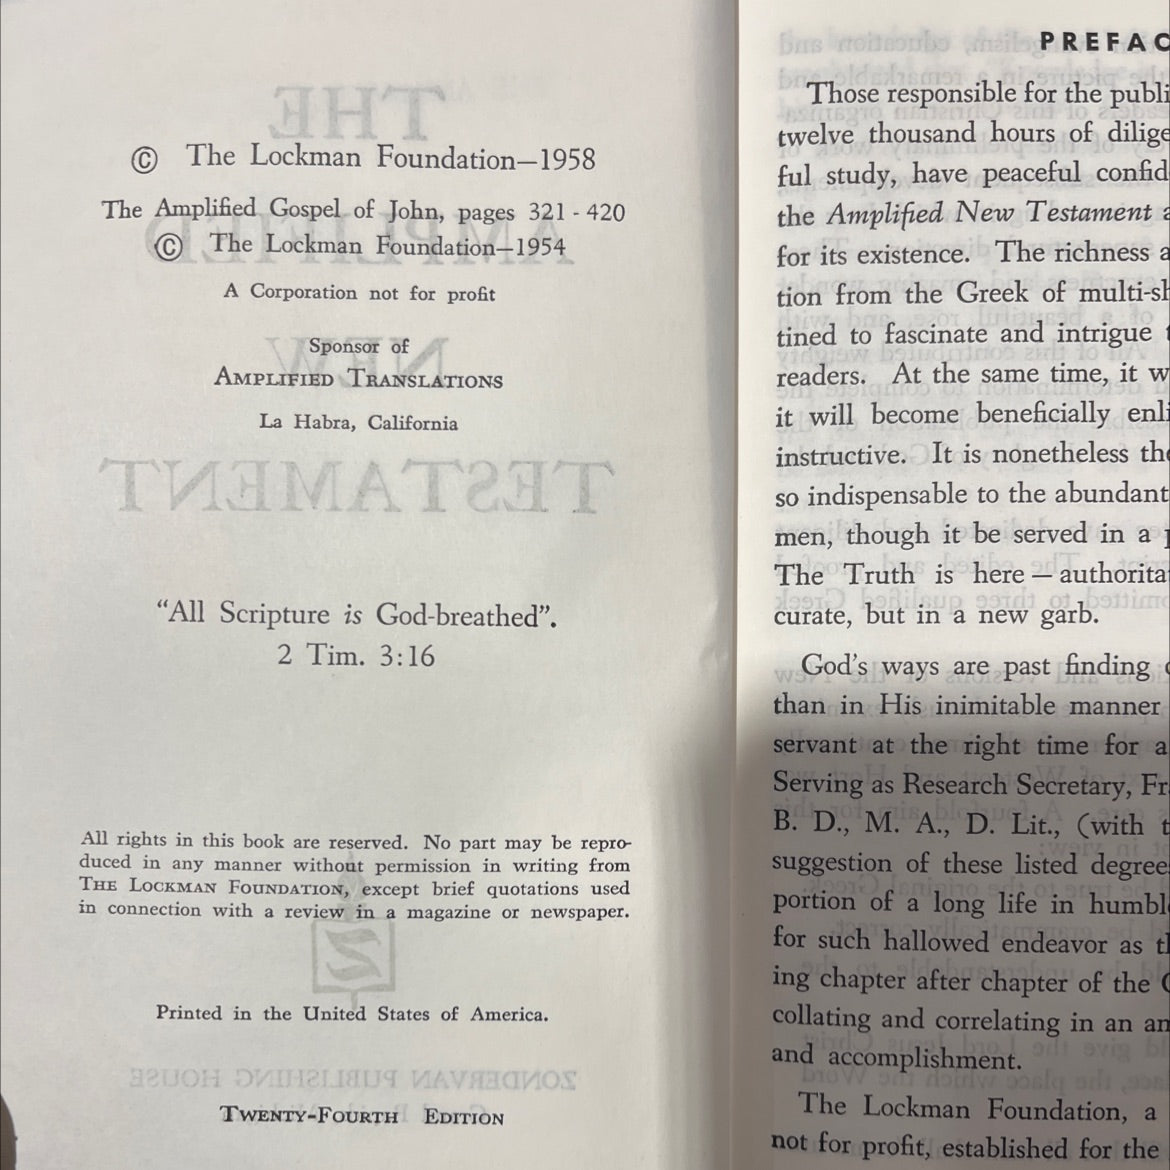 © The Lockman Foundation—1958
The Amplified Gospel of John, pages 321 - 420
© The Lockman Foundation—1954
A Corporation not for profit
Sponsor of
AMPLIFIED TRANSLATIONS
La Habra, California
“All Scripture is God-breathed”.
2 Tim. 3:16
All rights in this book are reserved. No part may be repro-
duced in any manner without permission in writing from
THE LOCKMAN FOUNDATION, except brief quotations used
in connection with a review in a magazine or newspaper.
Printed in the United States of America.
TWENTY-FOURTH EDITION
PREFAC
Those responsible for the publi
twelve thousand hours of dilige
ful study, have peaceful confid
the Amplified New Testament a
for its existence. The richness a
tion from the Greek of multi-sh
tined to fascinate and intrigue t
readers. At the same time, it w
it will become beneficially enli
instructive. It is nonetheless the
so indispensable to the abundant
men, though it be served in a p
The Truth is here — authorita
curate, but in a new garb.
God’s ways are past finding o
than in His inimitable manner
servant at the right time for a
Serving as Research Secretary, Fr
B. D., M. A., D. Lit., (with t
suggestion of these listed degree
portion of a long life in humbl
for such hallowed endeavor as th
ing chapter after chapter of the G
collating and correlating in an am
and accomplishment.
The Lockman Foundation, a
not for profit, established for the